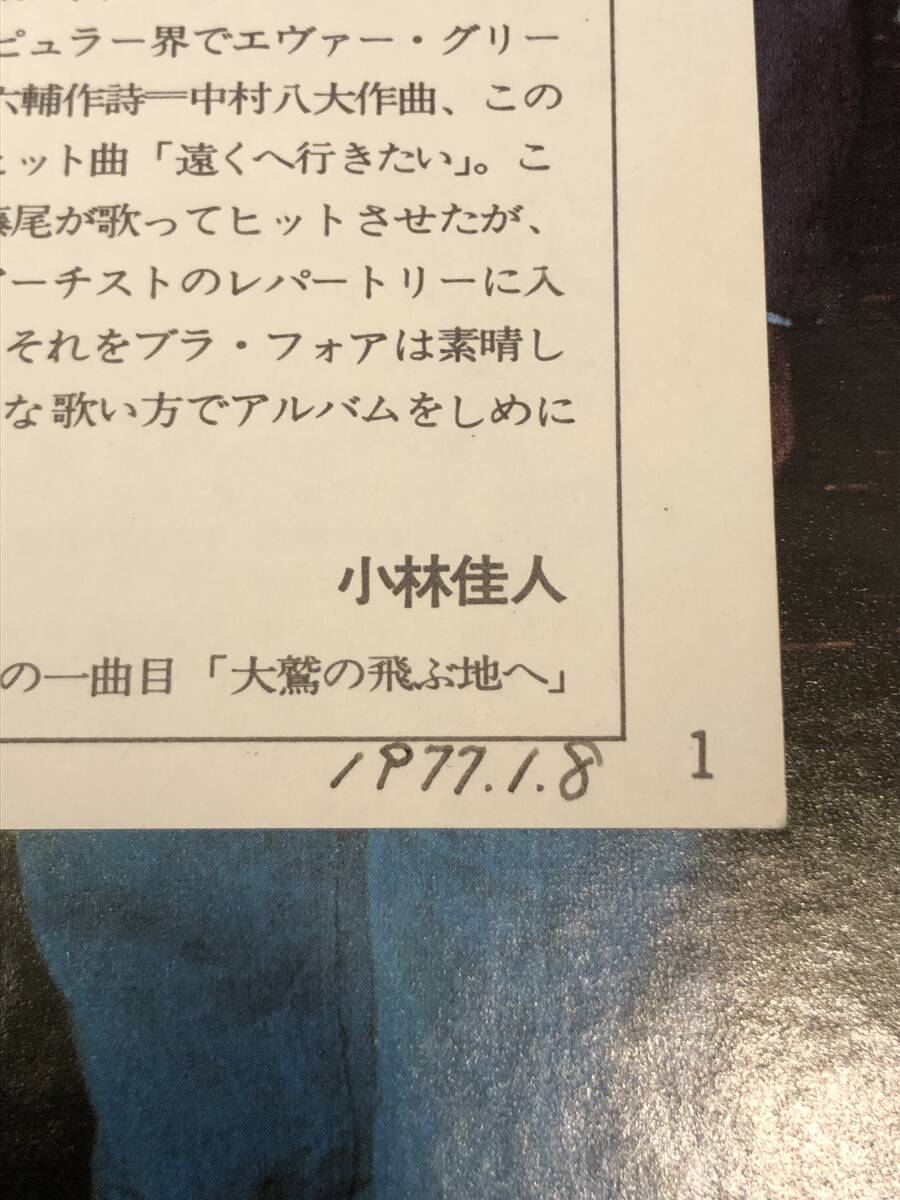 ピュラー界でエヴァー・グリー
六輔作詩＝中村八大作曲、この
ヒット曲「遠くへ行きたい」。こ
藤尾が歌ってヒットさせたが、
アーチストのレパートリーに入
それをブラ・フォアは素晴し
な歌い方でアルバムをしめに
小林佳人
の一曲目「大鷲の飛ぶ地へ」
1977.1.8
1